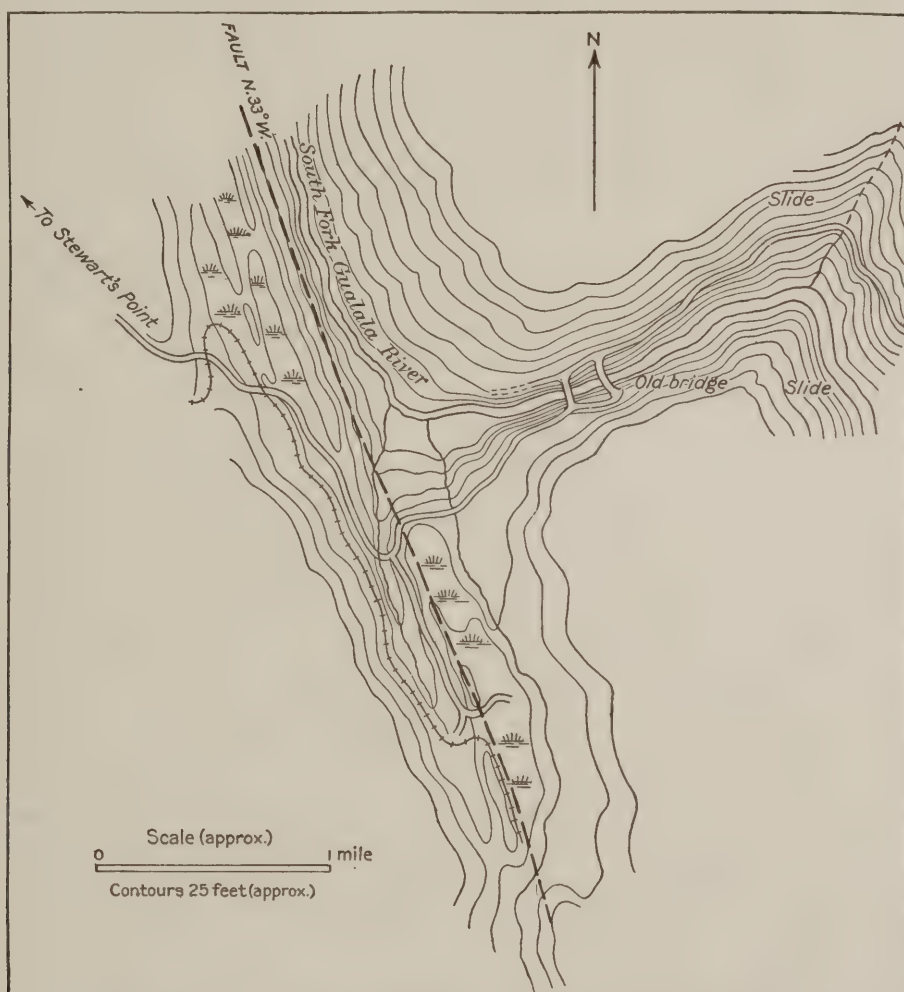 FAULT N.33°W.
N
South Fork Gualala River
Slide
To Stewart's Point
Old bridge
Slide
Scale (approx.)
0 1 mile
Contours 25 feet (approx.)